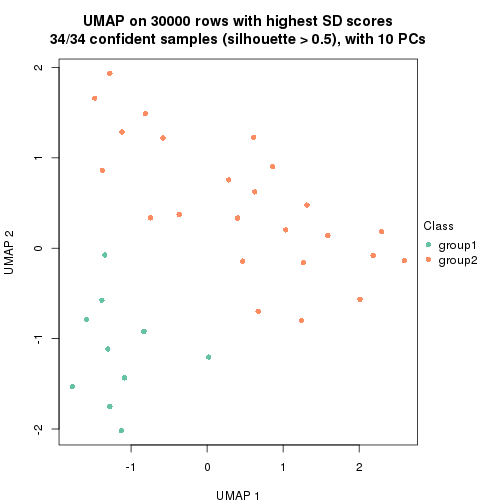 UMAP on 30000 rows with highest SD scores
34/34 confident samples (silhouette > 0.5), with 10 PCs
2
1
0
-1
-2
UMAP 2
-1
0
1
2
UMAP 1
Class
group1
group2